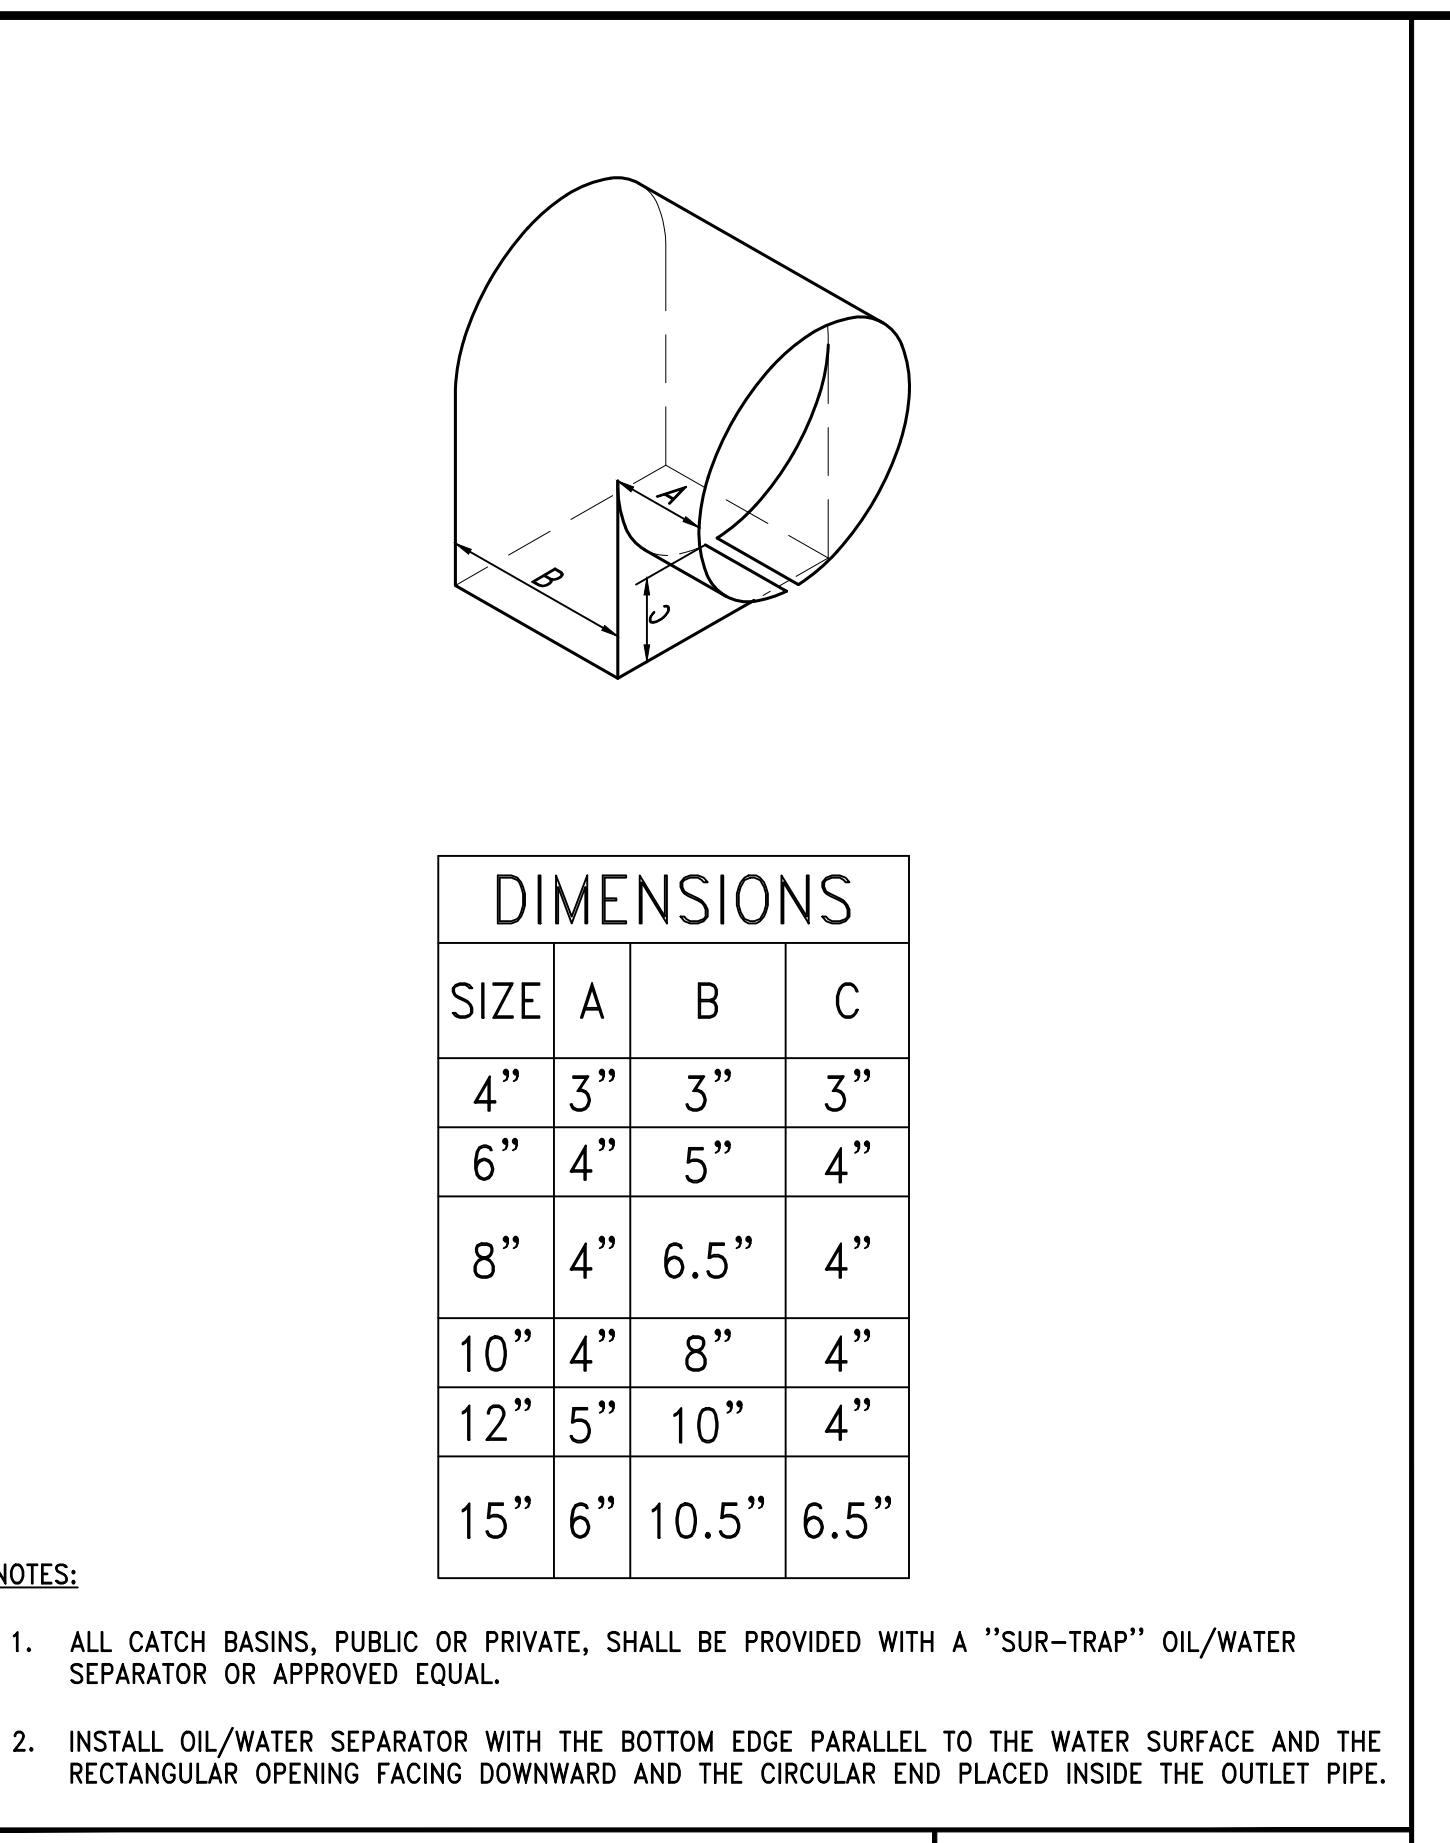 A
B
C
DIMENSIONS
SIZE A B C
4" 3" 3" 3"
6" 4" 5" 4"
8" 4" 6.5" 4"
10" 4" 8" 4"
12" 5" 10" 4"
15" 6" 10.5" 6.5"
NOTES:
1. ALL CATCH BASINS, PUBLIC OR PRIVATE, SHALL BE PROVIDED WITH A "SUR-TRAP" OIL/WATER
SEPARATOR OR APPROVED EQUAL.
2. INSTALL OIL/WATER SEPARATOR WITH THE BOTTOM EDGE PARALLEL TO THE WATER SURFACE AND THE
RECTANGULAR OPENING FACING DOWNWARD AND THE CIRCULAR END PLACED INSIDE THE OUTLET PIPE.